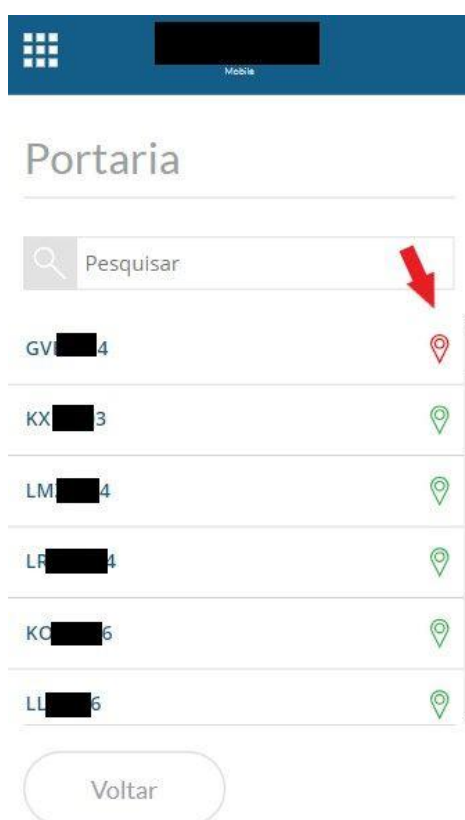 Mobile
Portaria
Pesquisar
GV 4
KX 3
LM 4
LR 4
KO 6
LL 6
Voltar